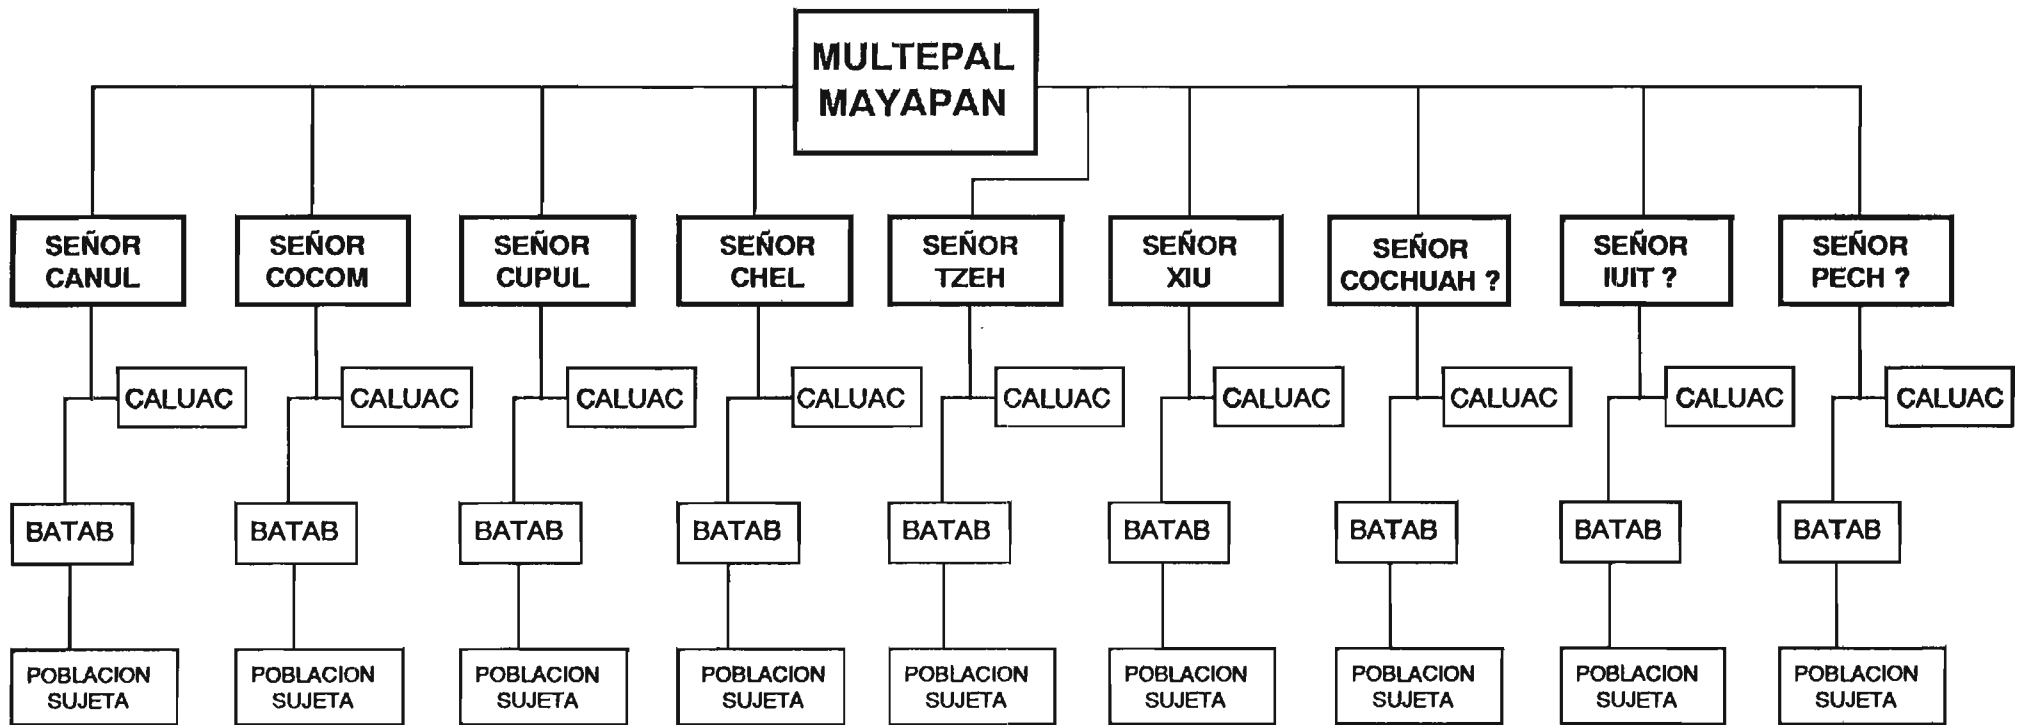 MULTEPAL
MAYAPAN
SEÑOR
CANUL
SEÑOR
COCOM
SEÑOR
CUPUL
SEÑOR
CHEL
SEÑOR
TZEH
SEÑOR
XIU
SEÑOR
COCHUAH ?
SEÑOR
IUIT ?
SEÑOR
PECH ?
CALUAC
CALUAC
CALUAC
CALUAC
CALUAC
CALUAC
CALUAC
CALUAC
CALUAC
BATAB
BATAB
BATAB
BATAB
BATAB
BATAB
BATAB
BATAB
BATAB
POBLACION
SUJETA
POBLACION
SUJETA
POBLACION
SUJETA
POBLACION
SUJETA
POBLACION
SUJETA
POBLACION
SUJETA
POBLACION
SUJETA
POBLACION
SUJETA
POBLACION
SUJETA